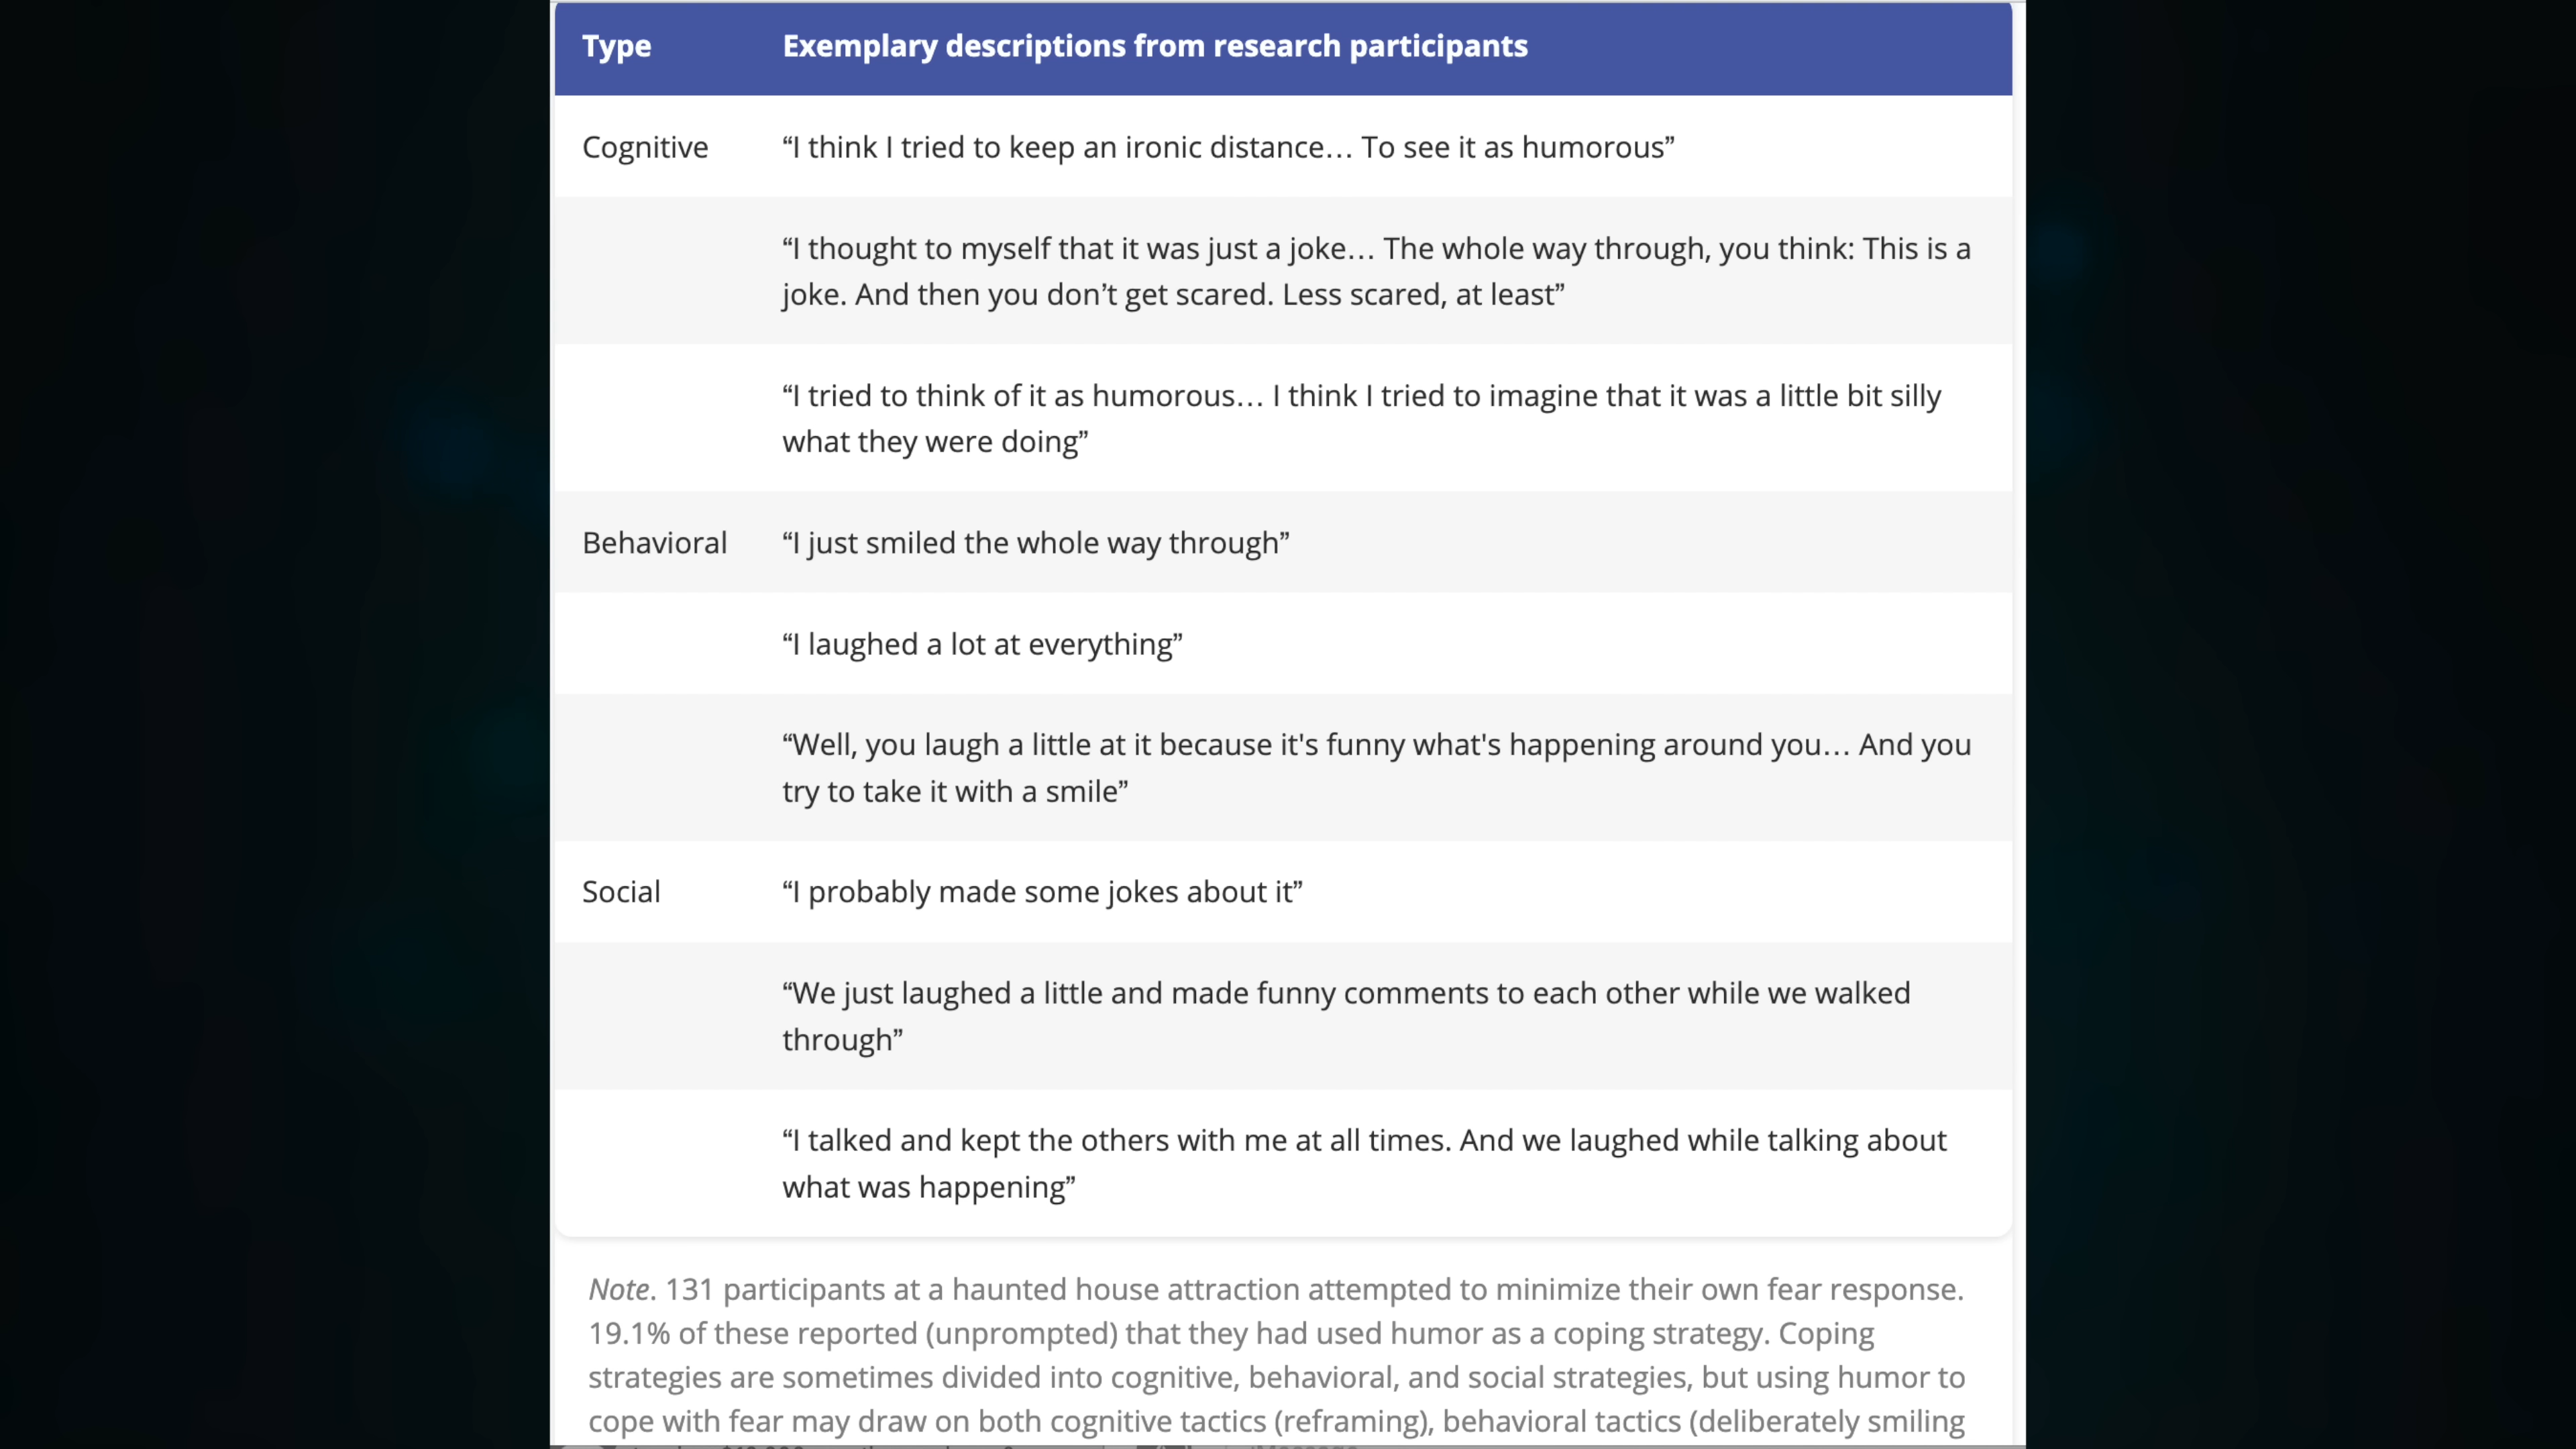 Type Exemplary descriptions from research participants
Cognitive “I think I tried to keep an ironic distance… To see it as humorous”
“I thought to myself that it was just a joke… The whole way through, you think: This is a
joke. And then you don’t get scared. Less scared, at least”
“I tried to think of it as humorous… I think I tried to imagine that it was a little bit silly
what they were doing”
Behavioral “I just smiled the whole way through”
“I laughed a lot at everything”
“Well, you laugh a little at it because it's funny what's happening around you… And you
try to take it with a smile”
Social “I probably made some jokes about it”
“We just laughed a little and made funny comments to each other while we walked
through”
“I talked and kept the others with me at all times. And we laughed while talking about
what was happening”
Note. 131 participants at a haunted house attraction attempted to minimize their own fear response.
19.1% of these reported (unprompted) that they had used humor as a coping strategy. Coping
strategies are sometimes divided into cognitive, behavioral, and social strategies, but using humor to
cope with fear may draw on both cognitive tactics (reframing), behavioral tactics (deliberately smiling